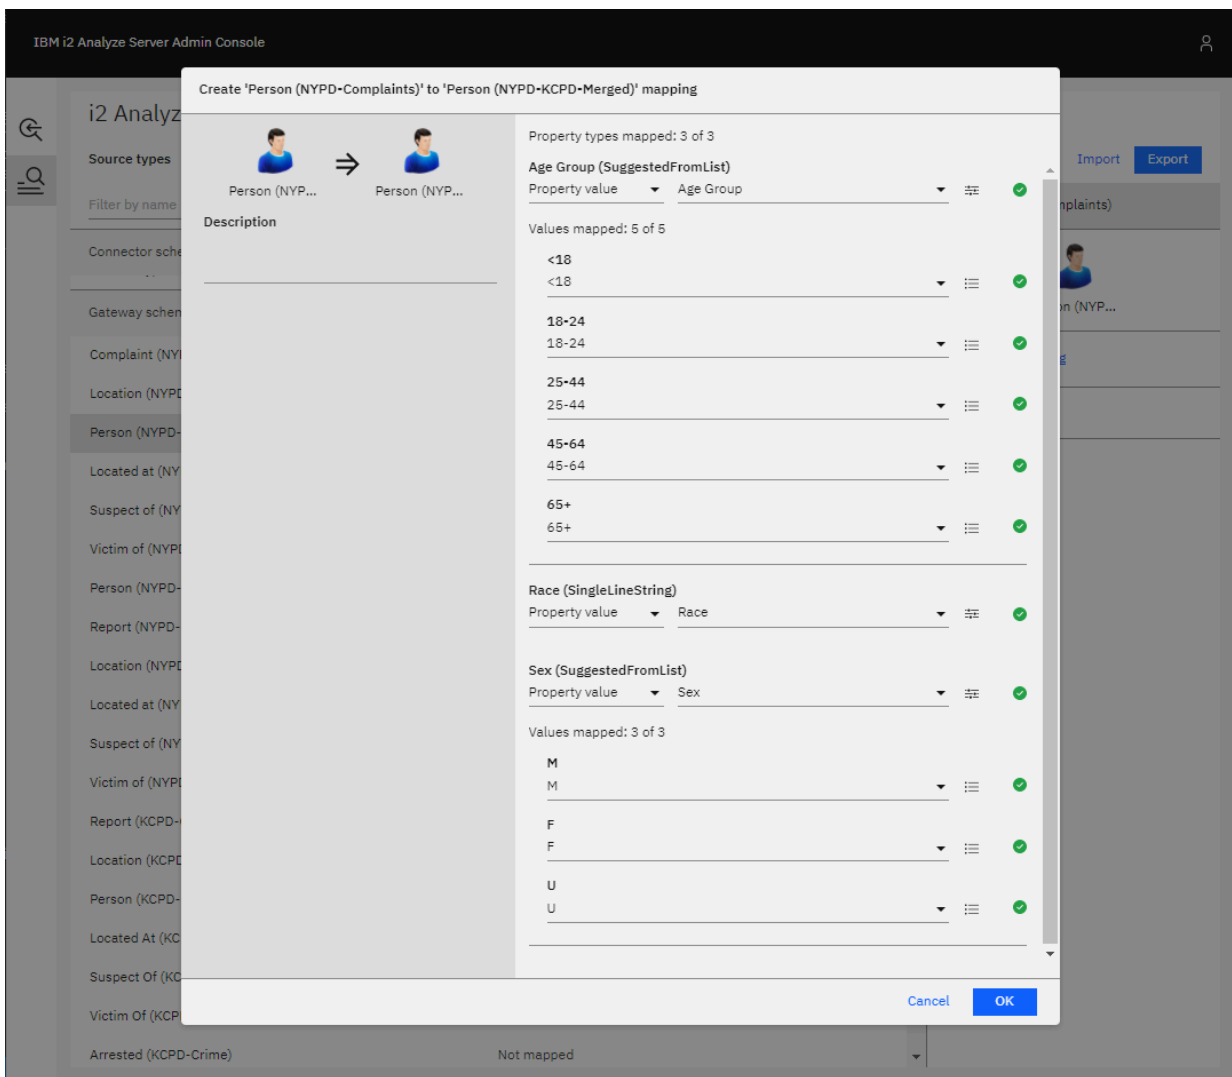 IBM i2 Analyze Server Admin Console
Create 'Person (NYPD-Complaints)' to 'Person (NYPD-KCPD-Merged)' mapping
i2 Analyz
Source types
Filter by name
Connector sche
Gateway schen
Complaint (NYI
Location (NYPD
Person (NYPD-
Located at (NY
Suspect of (NY
Victim of (NYPD
Person (NYPD-
Report (NYPD-
Location (NYPD
Located at (NY
Suspect of (NY
Victim of (NYPD
Report (KCPD-
Location (KCPD
Person (KCPD-
Located At (KC
Suspect Of (KC
Victim Of (KCP
Arrested (KCPD-Crime)
Not mapped
Person (NYP...
Person (NYP...
Description
Property types mapped: 3 of 3
Age Group (SuggestedFromList)
Property value Age Group
Values mapped: 5 of 5
<18
<18
18-24
18-24
25-44
25-44
45-64
45-64
65+
65+
Race (SingleLineString)
Property value Race
Sex (SuggestedFromList)
Property value Sex
Values mapped: 3 of 3
M
M
F
F
U
U
Cancel OK
Import Export
nplaints)
on (NYP...
g